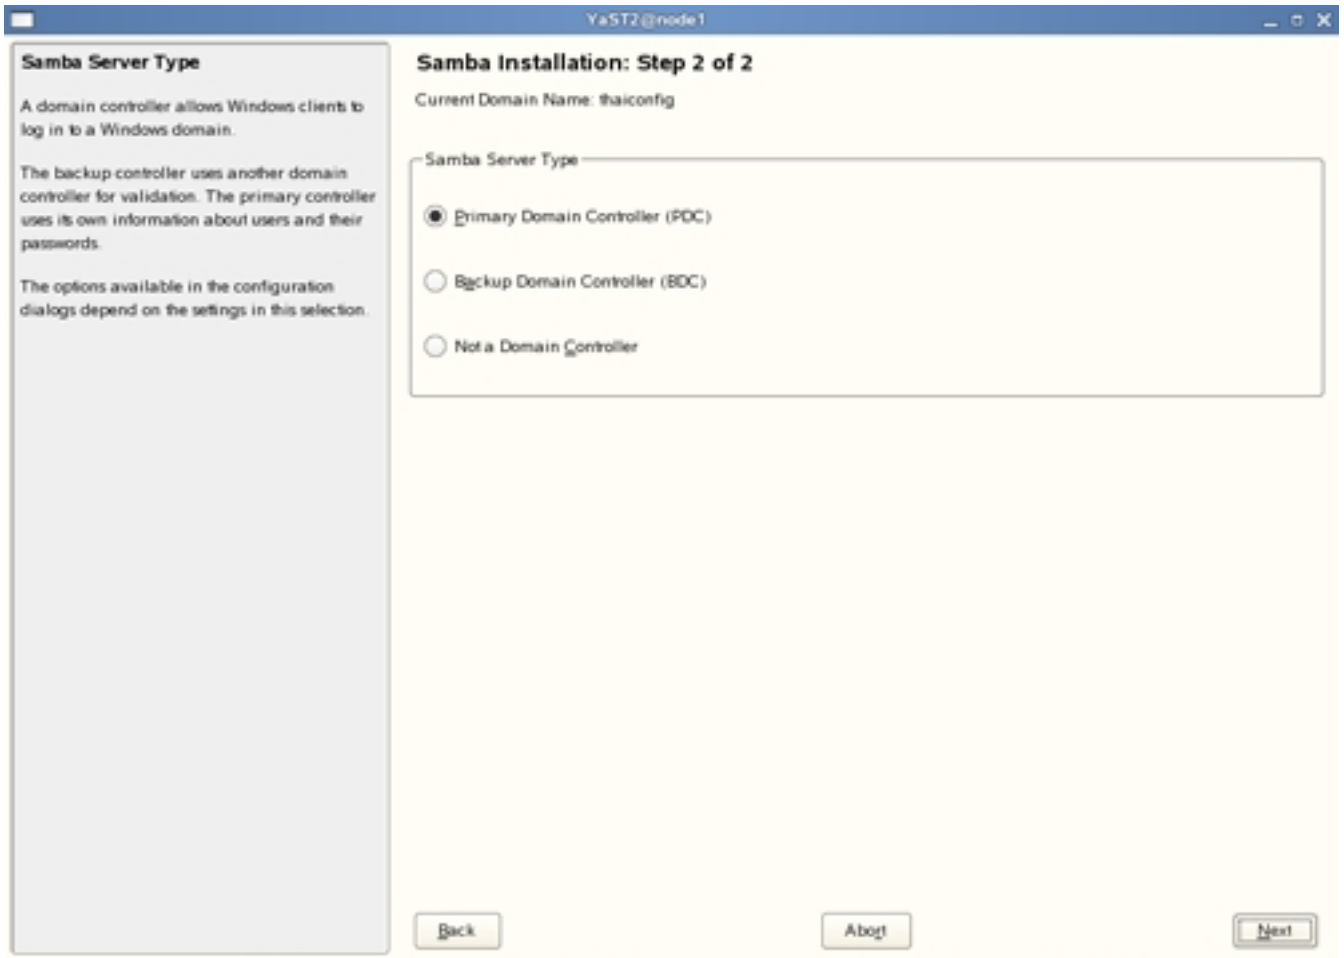 YaST2@node1
Samba Server Type
A domain controller allows Windows clients to
log in to a Windows domain.
The backup controller uses another domain
controller for validation. The primary controller
uses its own information about users and their
passwords.
The options available in the configuration
dialogs depend on the settings in this selection.
Samba Installation: Step 2 of 2
Current Domain Name: thaiconfig
Samba Server Type
Primary Domain Controller (PDC)
Backup Domain Controller (BDC)
Not a Domain Controller
Back
Abort
Next